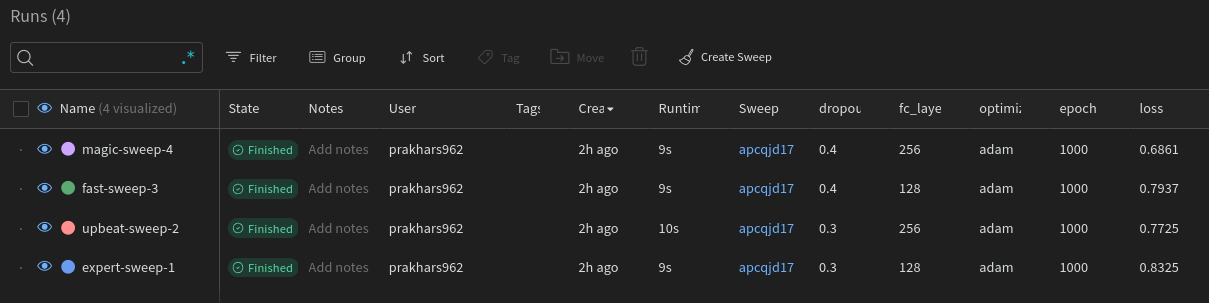 Runs (4)
.* Filter Group Sort Tag Move Create Sweep
Name (4 visualized) State Notes User Tags Crea Runtin dropou fc_laye optimiz epoch loss
magic-sweep-4 Finished Add notes prakhars962 2h ago 9s apcqjd17 0.4 256 adam 1000 0.6861
fast-sweep-3 Finished Add notes prakhars962 2h ago 9s apcqjd17 0.4 128 adam 1000 0.7937
upbeat-sweep-2 Finished Add notes prakhars962 2h ago 10s apcqjd17 0.3 256 adam 1000 0.7725
expert-sweep-1 Finished Add notes prakhars962 2h ago 9s apcqjd17 0.3 128 adam 1000 0.8325